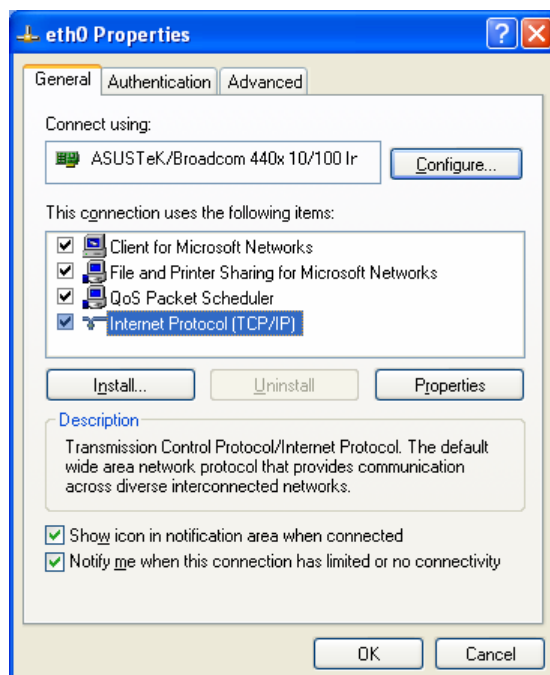 eth0 Properties
General Authentication Advanced
Connect using:
ASUSTeK/Broadcom 440x 10/100 Ir
Configure...
This connection uses the following items:
Client for Microsoft Networks
File and Printer Sharing for Microsoft Networks
QoS Packet Scheduler
Internet Protocol (TCP/IP)
Install... Uninstall Properties
Description
Transmission Control Protocol/Internet Protocol. The default
wide area network protocol that provides communication
across diverse interconnected networks.
Show icon in notification area when connected
Notify me when this connection has limited or no connectivity
OK Cancel